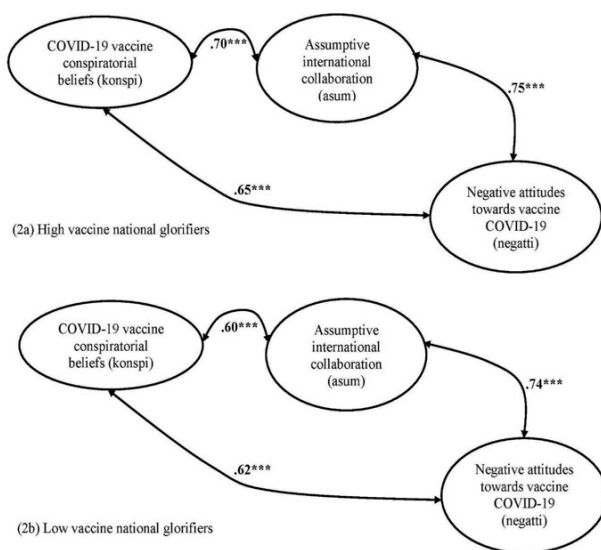 COVID-19 vaccine
conspiratorial
beliefs (konspi)
.70***
Assumptive
international
collaboration
(asum)
.75***
.65***
Negative attitudes
towards vaccine
COVID-19
(negatti)
(2a) High vaccine national glorifiers
COVID-19 vaccine
conspiratorial
beliefs (konspi)
.60***
Assumptive
international
collaboration
(asum)
.74***
.62***
Negative attitudes
towards vaccine
COVID-19
(negatti)
(2b) Low vaccine national glorifiers